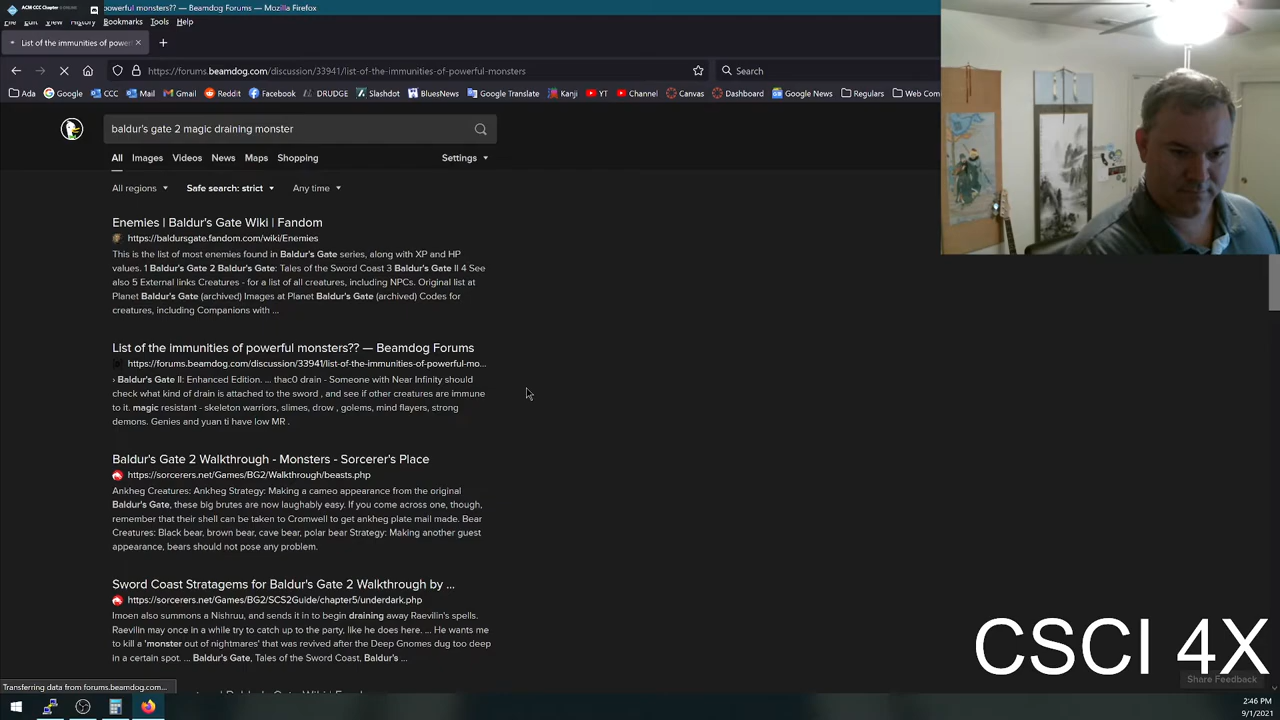 ACM CCC Chapter
powerful monsters?? — Beamdog Forums — Mozilla Firefox
File Edit View History Bookmarks Tools Help
List of the immunities of power
https://forums.beamdog.com/discussion/33941/list-of-the-immunities-of-powerful-monsters
Search
Ada Google CCC Mail Gmail Reddit Facebook DRUDGE Slashdot BluesNews Google Translate Kanji YT Channel Canvas Dashboard Google News Regulars Web Com
baldur's gate 2 magic draining monster
All Images Videos News Maps Shopping Settings
All regions Safe search: strict Any time
Enemies | Baldur's Gate Wiki | Fandom
https://baldursgate.fandom.com/wiki/Enemies
This is the list of most enemies found in Baldur's Gate series, along with XP and HP
values. 1 Baldur's Gate 2 Baldur's Gate: Tales of the Sword Coast 3 Baldur's Gate II 4 See
also 5 External links Creatures - for a list of all creatures, including NPCs. Original list at
Planet Baldur's Gate (archived) Images at Planet Baldur's Gate (archived) Codes for
creatures, including Companions with ...
List of the immunities of powerful monsters?? — Beamdog Forums
https://forums.beamdog.com/discussion/33941/list-of-the-immunities-of-powerful-mo...
› Baldur's Gate II: Enhanced Edition. ... thac0 drain - Someone with Near Infinity should
check what kind of drain is attached to the sword , and see if other creatures are immune
to it. magic resistant - skeleton warriors, slimes, drow , golems, mind flayers, strong
demons. Genies and yuan ti have low MR .
Baldur's Gate 2 Walkthrough - Monsters - Sorcerer's Place
https://sorcerers.net/Games/BG2/Walkthrough/beasts.php
Ankheg Creatures: Ankheg Strategy: Making a cameo appearance from the original
Baldur's Gate, these big brutes are now laughably easy. If you come across one, though,
remember that their shell can be taken to Cromwell to get ankheg plate mail made. Bear
Creatures: Black bear, brown bear, cave bear, polar bear Strategy: Making another guest
appearance, bears should not pose any problem.
Sword Coast Stratagems for Baldur's Gate 2 Walkthrough by ...
https://sorcerers.net/Games/BG2/SCS2Guide/chapter5/underdark.php
Imoen also summons a Nishruu, and sends it in to begin draining away Raevilin's spells.
Raevilin may once in a while try to catch up to the party, like he does here. ... He wants me
to kill a 'monster out of nightmares' that was revived after the Deep Gnomes dug too deep
in a certain spot. ... Baldur's Gate, Tales of the Sword Coast, Baldur's ...
CSCI 4X
Share Feedback
Transferring data from forums.beamdog.com...
2:46 PM
9/1/2021